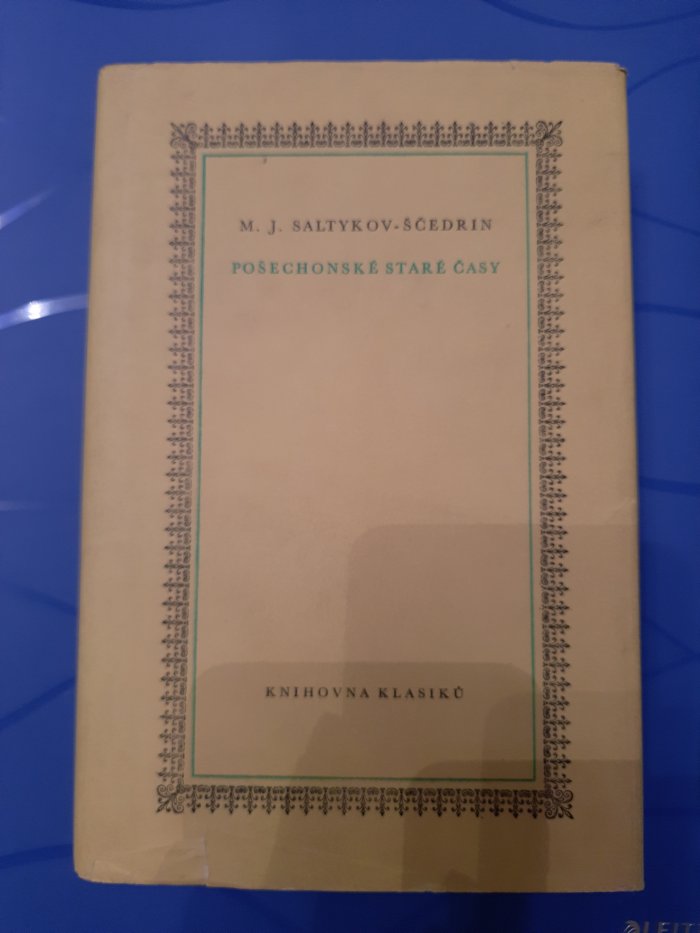 M. J. SALTYKOV-ŠČEDRIN
POŠECHONSKÉ STARÉ ČASY
KNIHOVNA KLASIKŮ